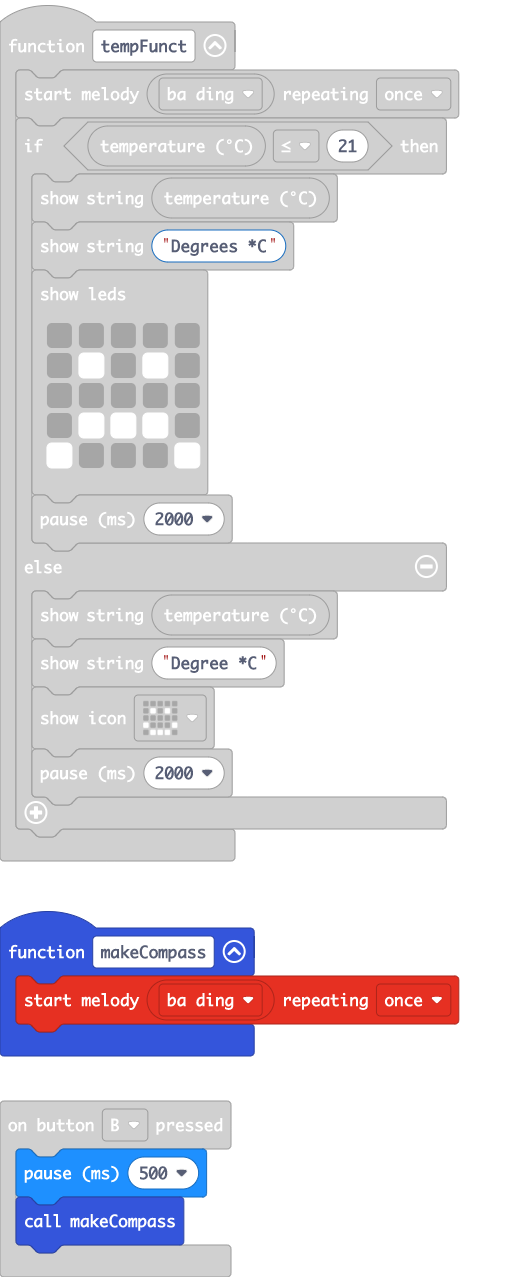 function tempFunct
start melody ba ding repeating once
if temperature (°C) ≤ 21 then
show string temperature (°C)
show string "Degrees *C"
show leds
pause (ms) 2000
else
show string temperature (°C)
show string "Degree *C"
show icon
pause (ms) 2000
function makeCompass
start melody ba ding repeating once
on button B pressed
pause (ms) 500
call makeCompass